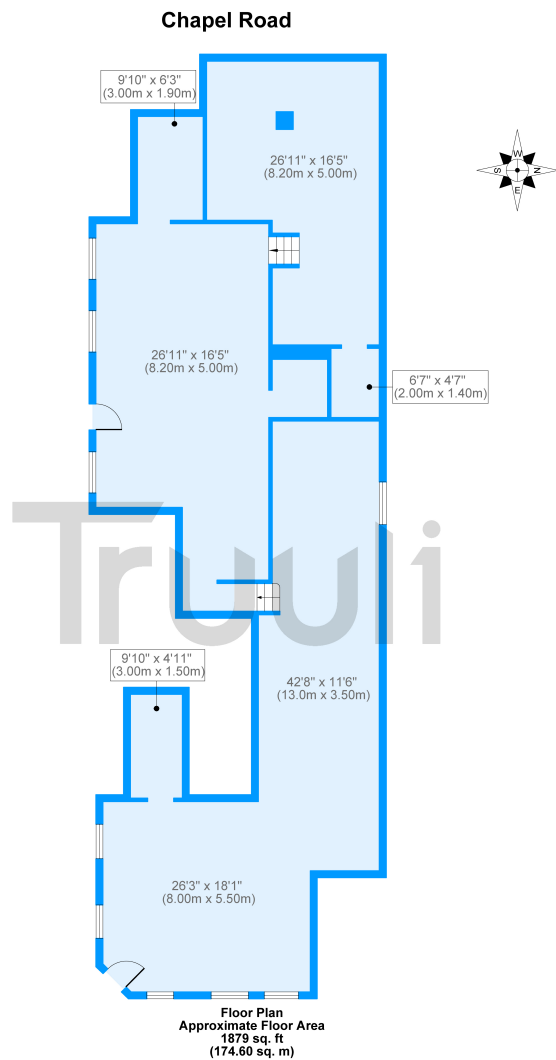 Chapel Road
9'10" x 6'3"
(3.00m x 1.90m)
26'11" x 16'5"
(8.20m x 5.00m)
W
S
N
E
26'11" x 16'5"
(8.20m x 5.00m)
6'7" x 4'7"
(2.00m x 1.40m)
Truuli
9'10" x 4'11"
(3.00m x 1.50m)
42'8" x 11'6"
(13.0m x 3.50m)
26'3" x 18'1"
(8.00m x 5.50m)
Floor Plan
Approximate Floor Area
1879 sq. ft
(174.60 sq. m)